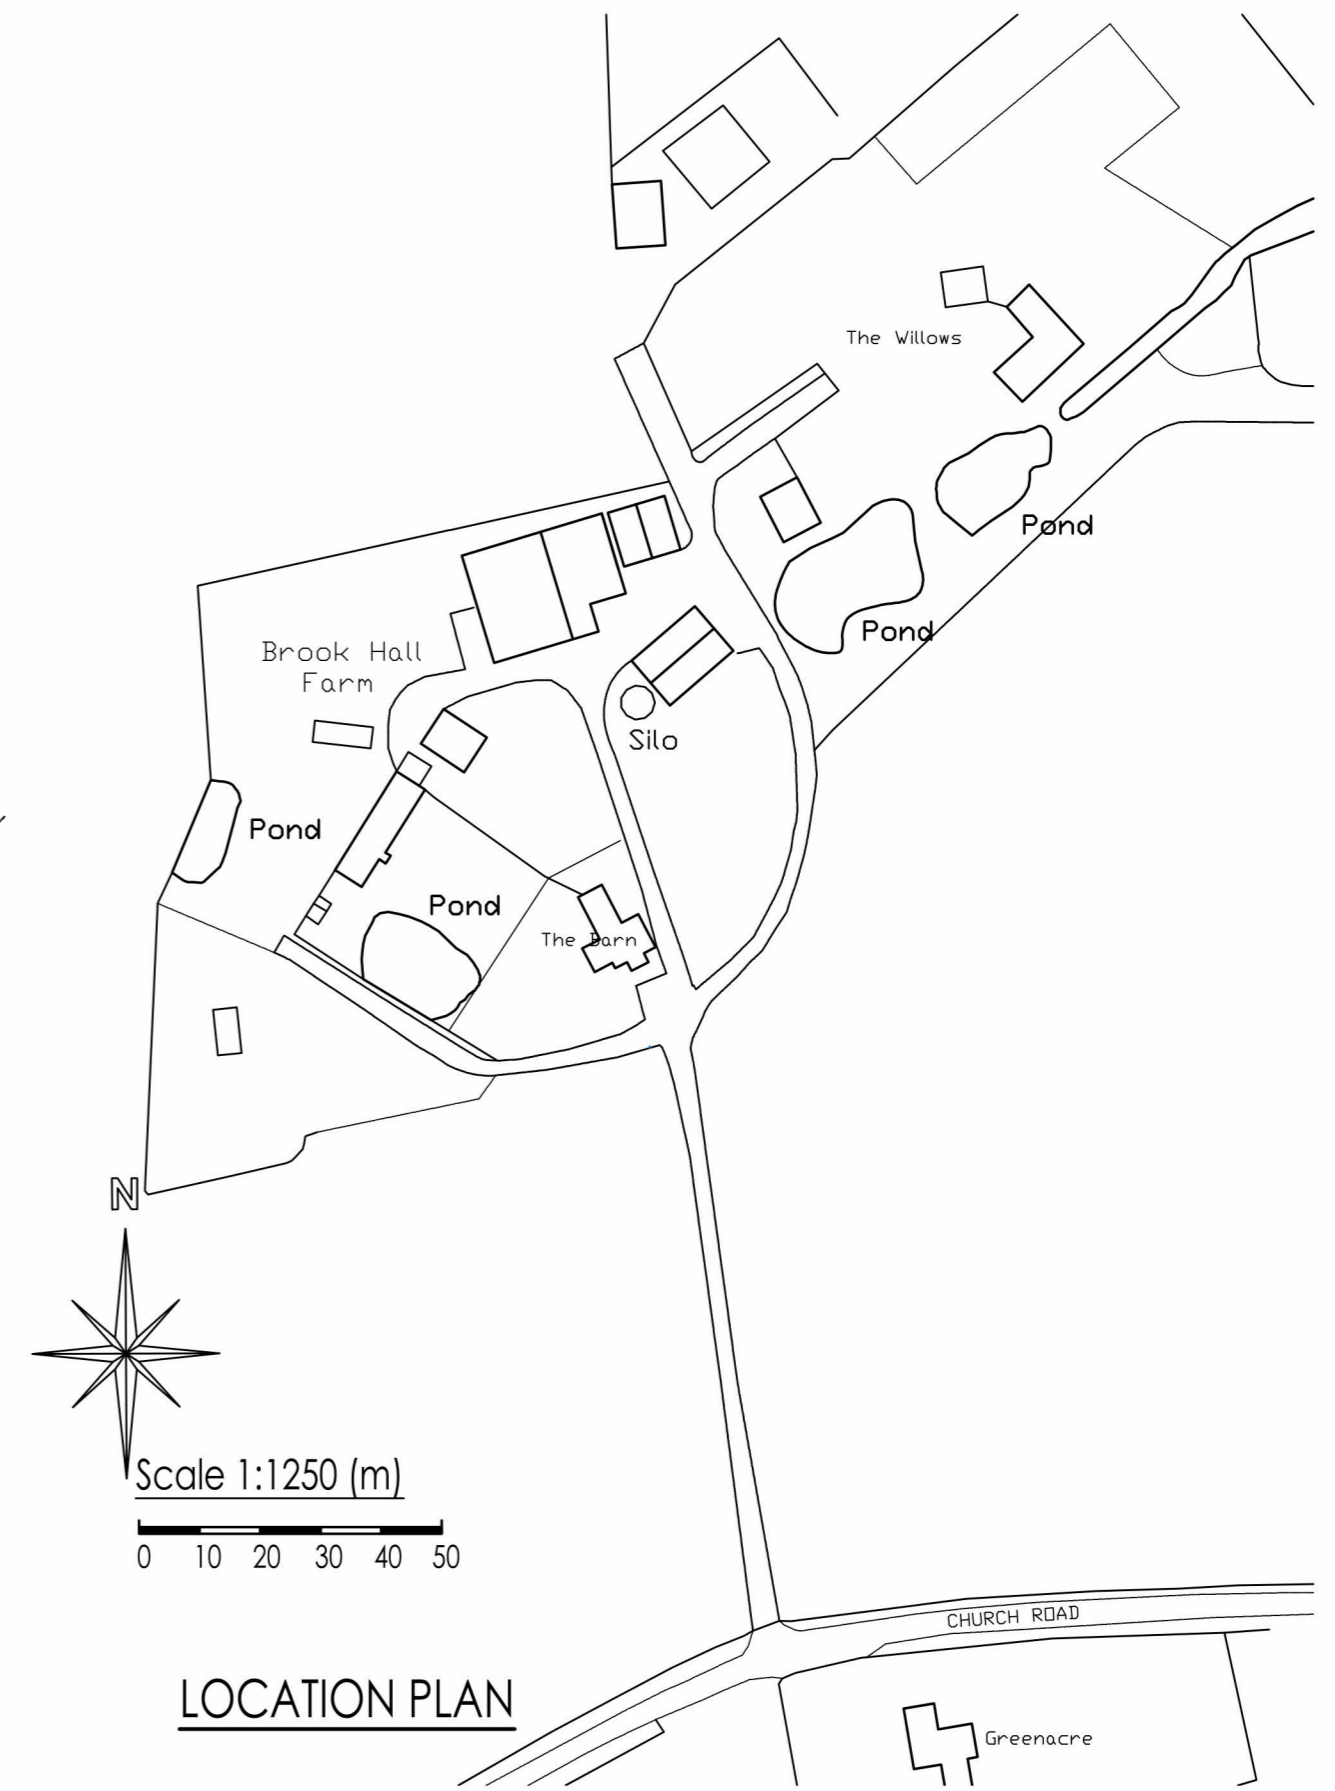 The Willows
Pond
Pond
Brook Hall
Farm
Silo
Pond
Pond
The Barn
N
Scale 1:1250 (m)
0 10 20 30 40 50
CHURCH ROAD
LOCATION PLAN
Greenacre